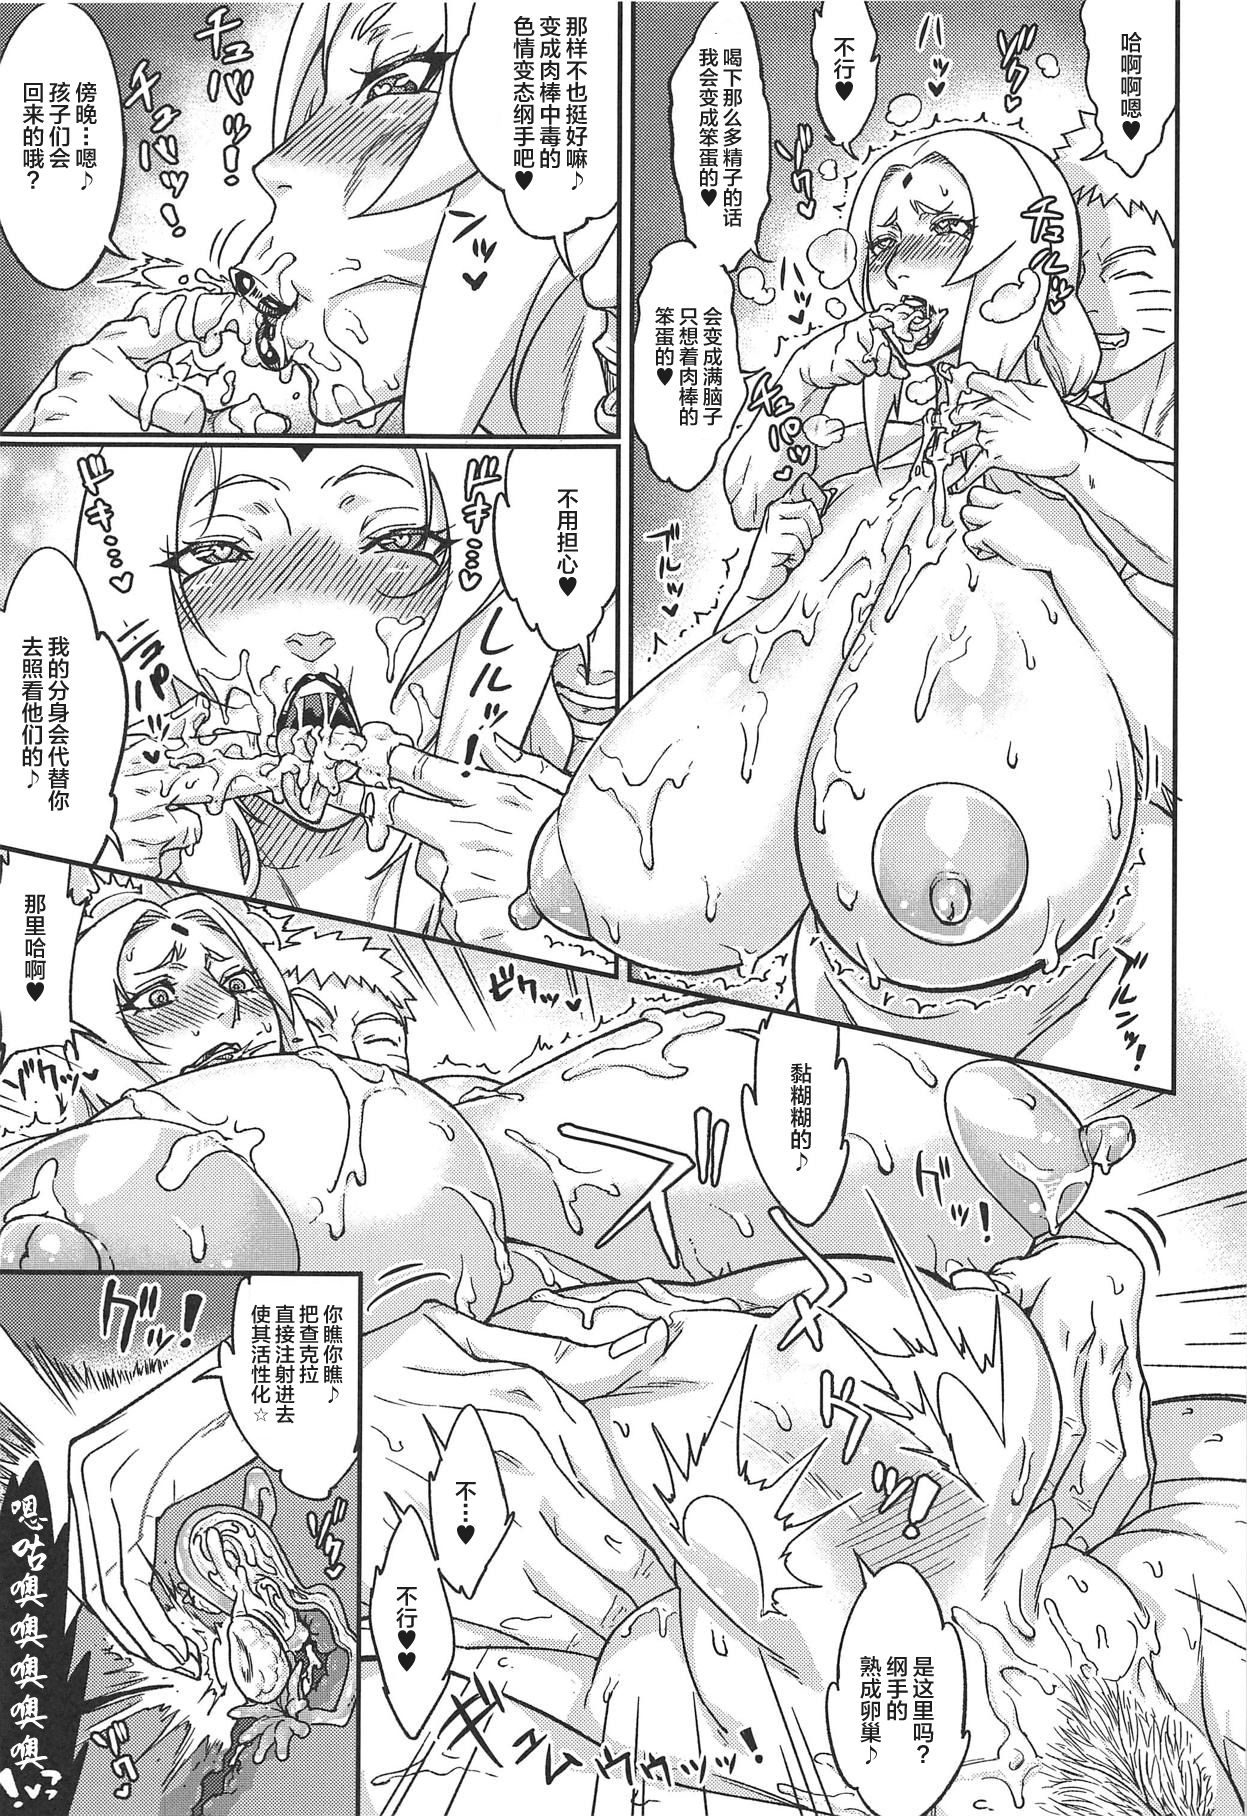 哈啊啊嗯♥
不行♥
喝下那么多精子的话
我会变成笨蛋的♥
会变成满脑子
只想着肉棒的
笨蛋的♥
那样不也挺好嘛♪
变成肉棒中毒的
色情变态纲手吧♥
傍晚…嗯♪
孩子们会
回来的哦？
不用担心♥
我的分身会代替你
去照看他们的♪
黏糊糊的♪
那里哈啊♥
是这里吗？
纲手的
熟成卵巢♪
不…♥
不行♥
你瞧你瞧♪
把查克拉
直接注射进去
使其活性化☆
嗯咕噢噢噢噢噢